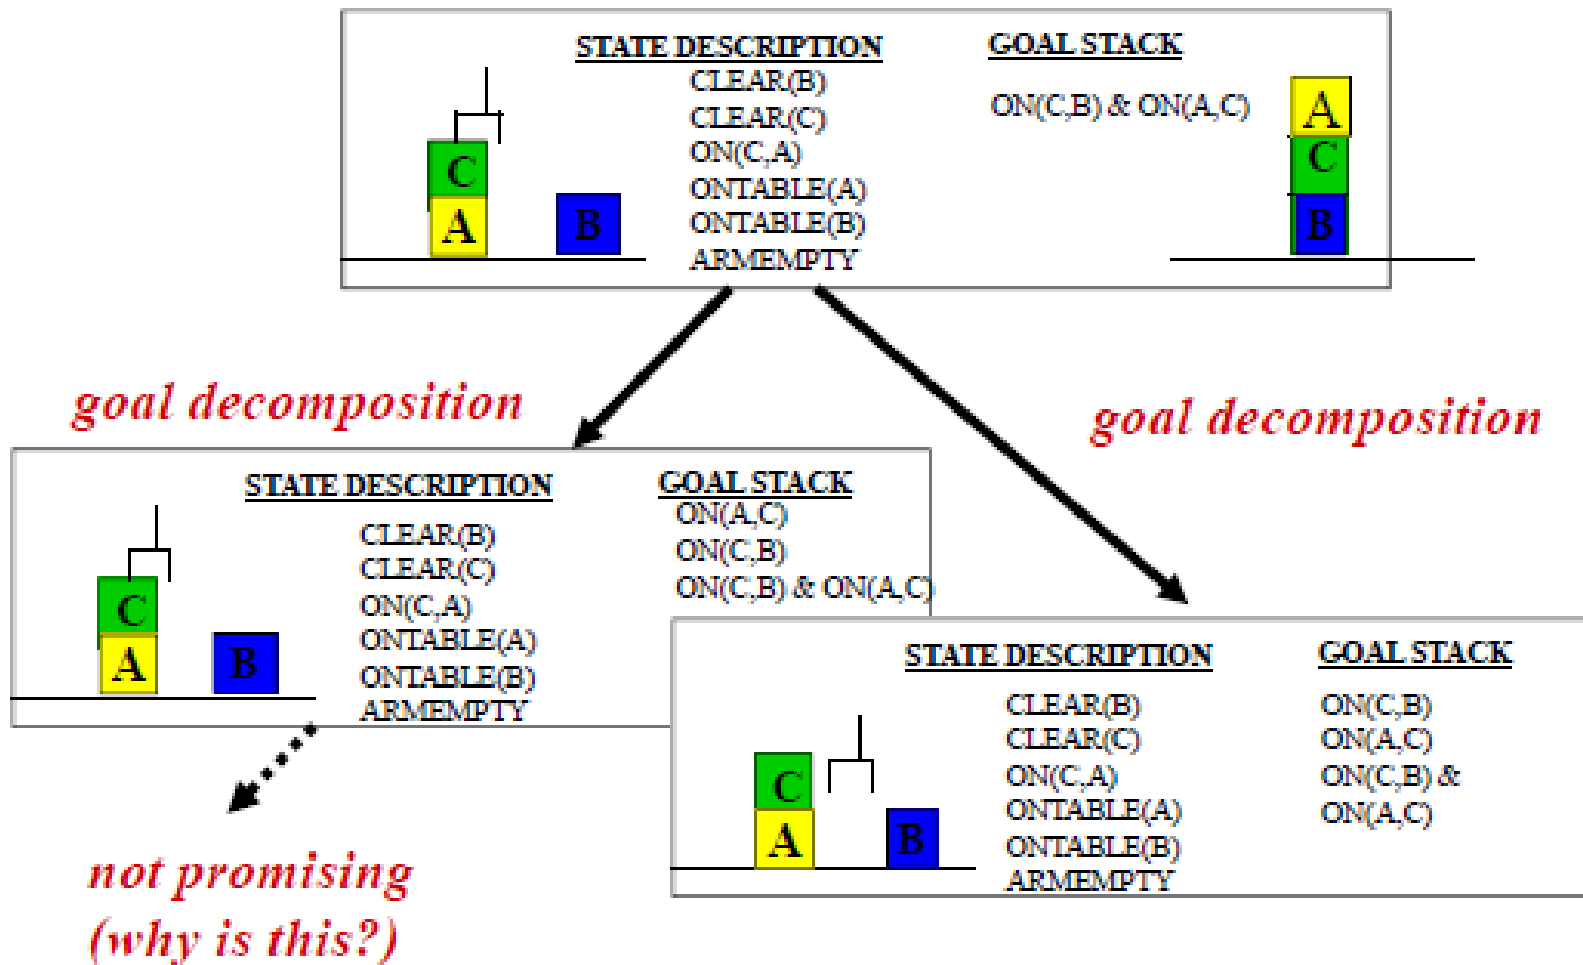 STATE DESCRIPTION
CLEAR(B)
CLEAR(C)
ON(C,A)
ONTABLE(A)
ONTABLE(B)
ARMEMPTY
GOAL STACK
ON(C,B) & ON(A,C)
C
A
B
A
C
B
goal decomposition
goal decomposition
STATE DESCRIPTION
CLEAR(B)
CLEAR(C)
ON(C,A)
ONTABLE(A)
ONTABLE(B)
ARMEMPTY
GOAL STACK
ON(A,C)
ON(C,B)
ON(C,B) & ON(A,C)
C
A
B
STATE DESCRIPTION
CLEAR(B)
CLEAR(C)
ON(C,A)
ONTABLE(A)
ONTABLE(B)
ARMEMPTY
GOAL STACK
ON(C,B)
ON(A,C)
ON(C,B) &
ON(A,C)
C
A
B
not promising
(why is this?)